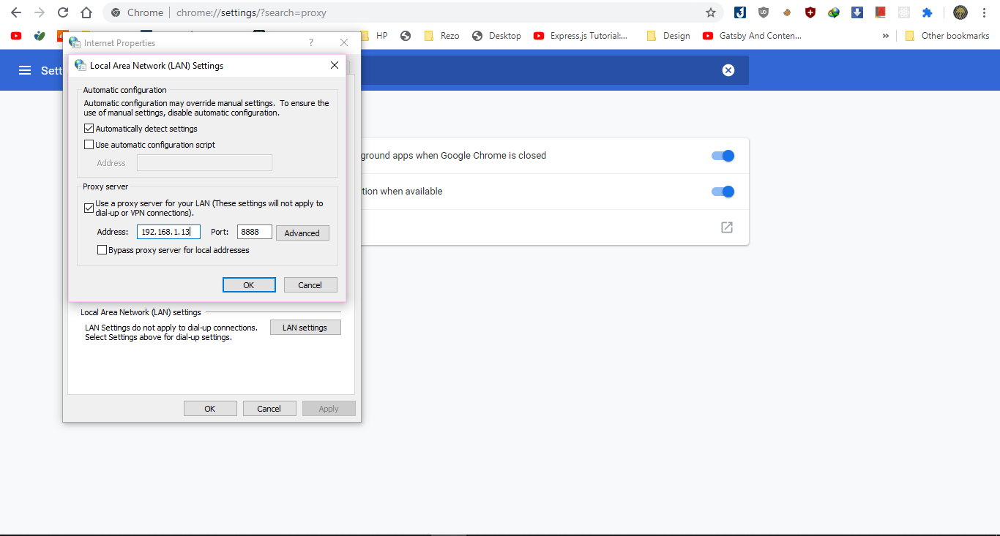 Chrome
chrome://settings/?search=proxy
HP
Rezo
Desktop
Express.js Tutorial:...
Design
Gatsby And Conten...
»
Other bookmarks
Internet Properties
?
Sett
Local Area Network (LAN) Settings
Automatic configuration
Automatic configuration may override manual settings. To ensure the
use of manual settings, disable automatic configuration.
Automatically detect settings
Use automatic configuration script
Address
Proxy server
Use a proxy server for your LAN (These settings will not apply to
dial-up or VPN connections).
Address: 192.168.1.13 Port: 8888 Advanced
Bypass proxy server for local addresses
OK Cancel
ground apps when Google Chrome is closed
tion when available
Local Area Network (LAN) settings
LAN Settings do not apply to dial-up connections.
Select Settings above for dial-up settings.
LAN settings
OK Cancel Apply